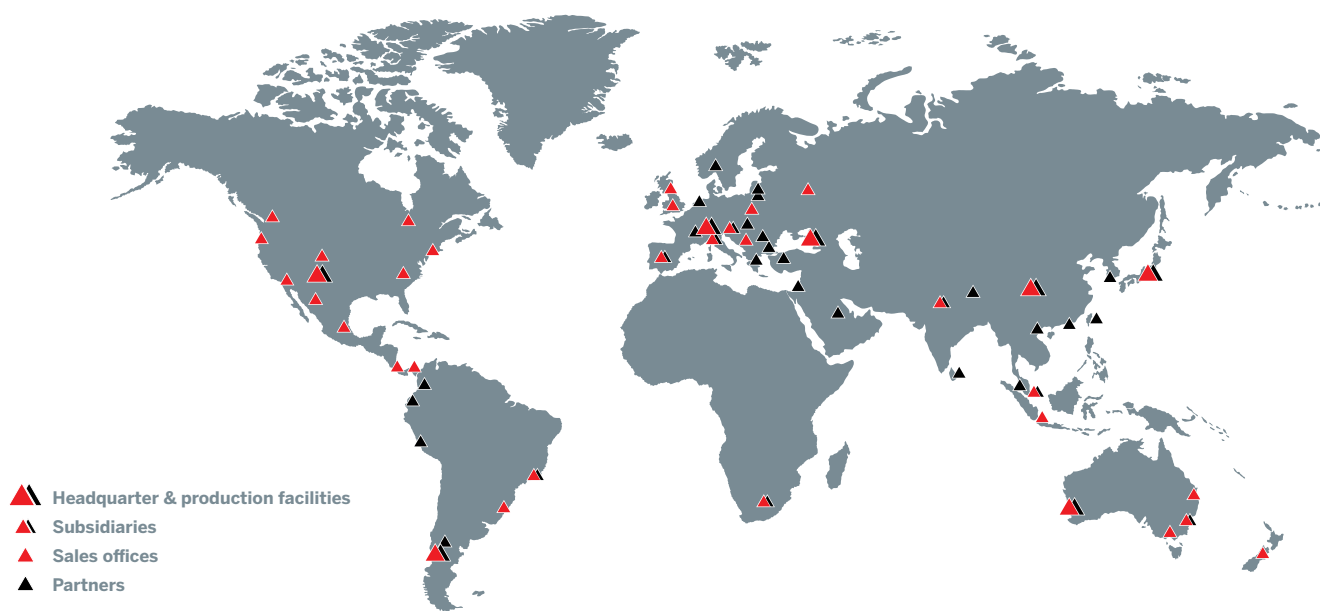 Headquarter & production facilities
Subsidiaries
Sales offices
Partners